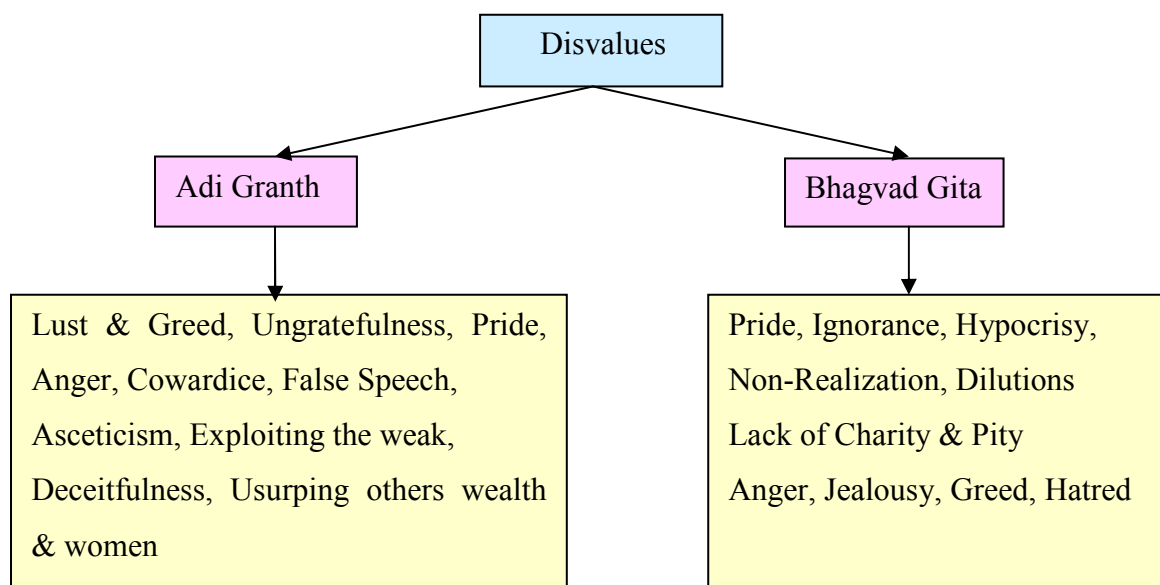 Disvalues
Adi Granth
Bhagvad Gita
Lust & Greed, Ungratefulness, Pride,
Anger, Cowardice, False Speech,
Asceticism, Exploiting the weak,
Deceitfulness, Usurping others wealth
& women
Pride, Ignorance, Hypocrisy,
Non-Realization, Dilutions
Lack of Charity & Pity
Anger, Jealousy, Greed, Hatred